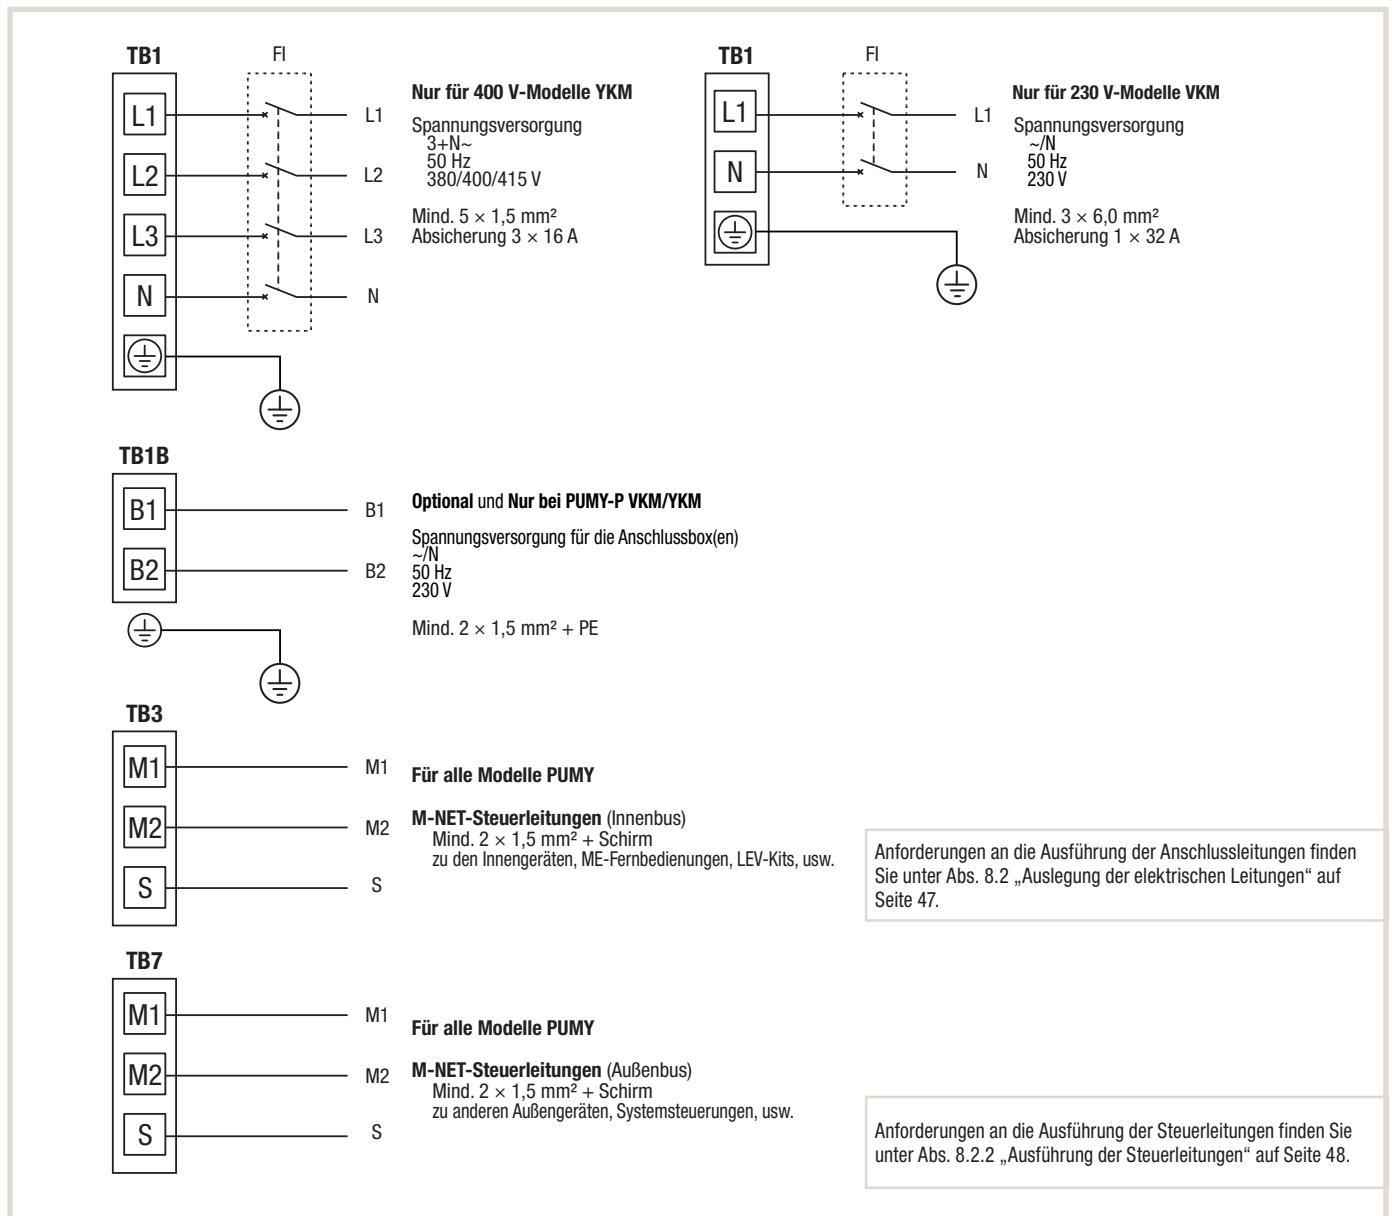 TB1
FI
L1
L1
L2
L2
L3
L3
N
N
Nur für 400 V-Modelle YKM
Spannungsversorgung
3+N~
50 Hz
380/400/415 V
Mind. 5 × 1,5 mm²
Absicherung 3 × 16 A
TB1
FI
L1
L1
N
N
Nur für 230 V-Modelle VKM
Spannungsversorgung
~/N
50 Hz
230 V
Mind. 3 × 6,0 mm²
Absicherung 1 × 32 A
TB1B
B1
B1
B2
B2
Optional und Nur bei PUMY-P VKM/YKM
Spannungsversorgung für die Anschlussbox(en)
~/N
50 Hz
230 V
Mind. 2 × 1,5 mm² + PE
TB3
M1
M1
M2
M2
S
S
Für alle Modelle PUMY
M-NET-Steuerleitungen (Innenbus)
Mind. 2 × 1,5 mm² + Schirm
zu den Innengeräten, ME-Fernbedienungen, LEV-Kits, usw.
Anforderungen an die Ausführung der Anschlussleitungen finden
Sie unter Abs. 8.2 „Auslegung der elektrischen Leitungen“ auf
Seite 47.
TB7
M1
M1
M2
M2
S
S
Für alle Modelle PUMY
M-NET-Steuerleitungen (Außenbus)
Mind. 2 × 1,5 mm² + Schirm
zu anderen Außengeräten, Systemsteuerungen, usw.
Anforderungen an die Ausführung der Steuerleitungen finden Sie
unter Abs. 8.2.2 „Ausführung der Steuerleitungen“ auf Seite 48.